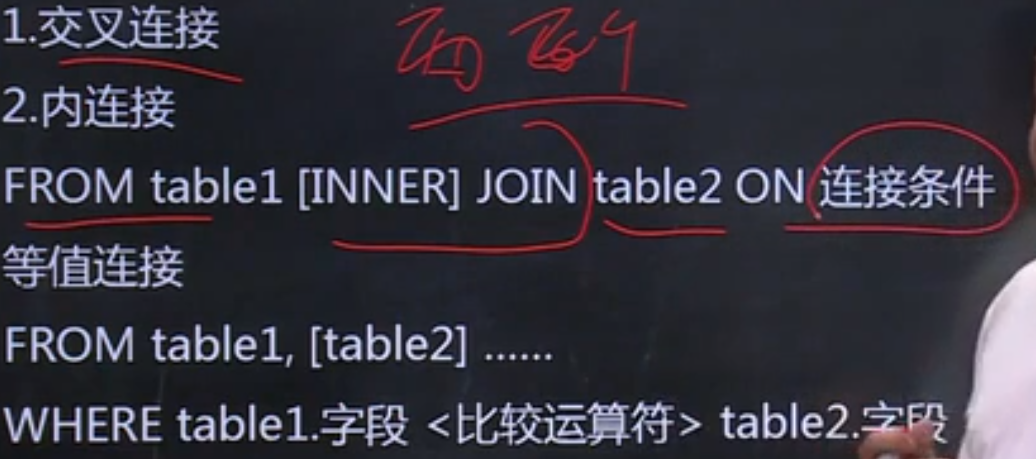 1.交叉连接
2.内连接
FROM table1 [INNER] JOIN table2 ON 连接条件
等值连接
FROM table1, [table2] ……
WHERE table1.字段 <比较运算符> table2.字段